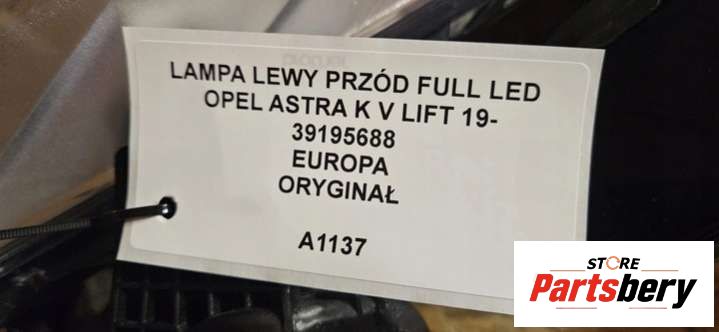 LAMPA LEWY PRZÓD FULL LED
OPEL ASTRA K V LIFT 19-
39195688
EUROPA
ORYGINAŁ
A1137
STORE
Partsbery